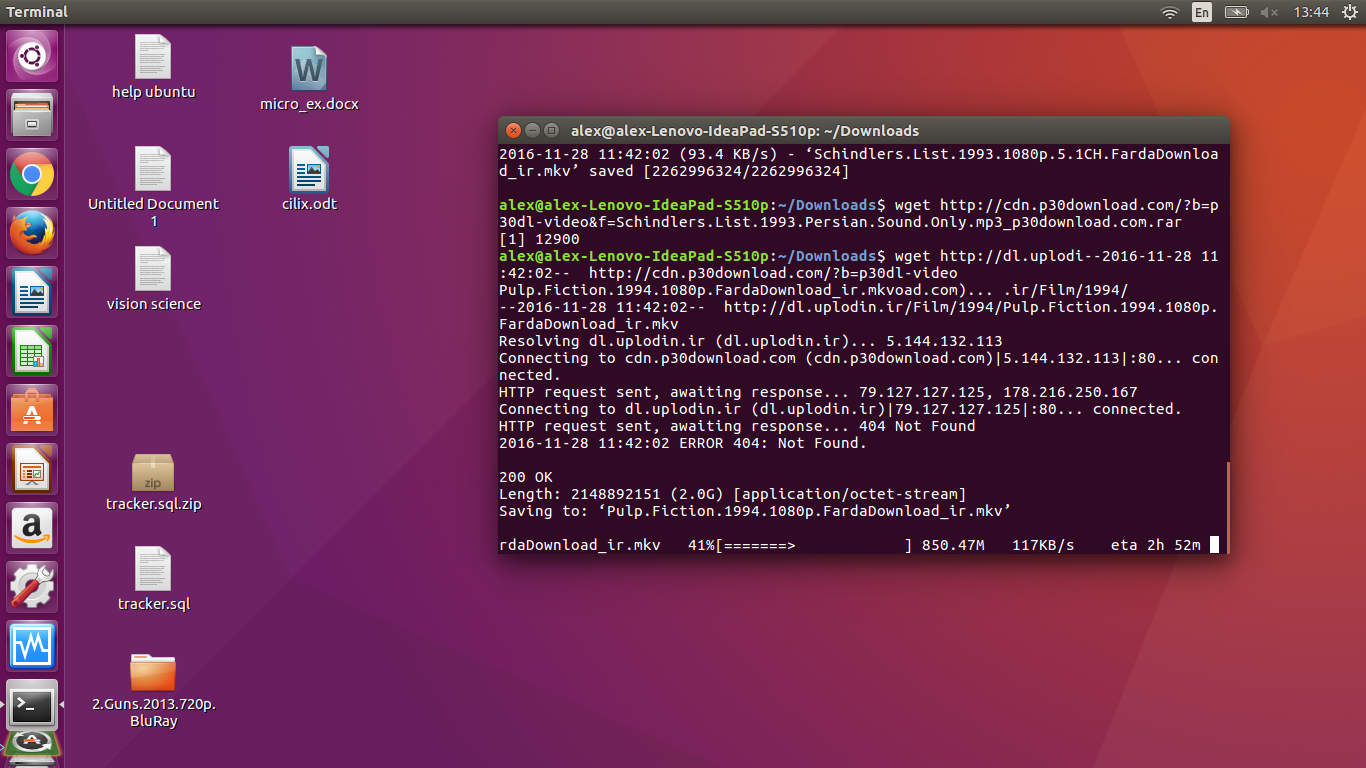 Terminal
En
13:44
help ubuntu
micro_ex.docx
Untitled Document
1
cilix.odt
vision science
zip
tracker.sql.zip
tracker.sql
2.Guns.2013.720p.
BluRay
W
a
alex@alex-Lenovo-IdeaPad-S510p: ~/Downloads
2016-11-28 11:42:02 (93.4 KB/s) - ‘Schindlers.List.1993.1080p.5.1CH.FardaDownloa
d_ir.mkv’ saved [2262996324/2262996324]
alex@alex-Lenovo-IdeaPad-S510p:~/Downloads$ wget http://cdn.p30download.com/?b=p
30dl-video&f=Schindlers.List.1993.Persian.Sound.Only.mp3_p30download.com.rar
[1] 12900
alex@alex-Lenovo-IdeaPad-S510p:~/Downloads$ wget http://dl.uplodi--2016-11-28 11
:42:02--  http://cdn.p30download.com/?b=p30dl-video
Pulp.Fiction.1994.1080p.FardaDownload_ir.mkvoad.com)... .ir/Film/1994/
--2016-11-28 11:42:02--  http://dl.uplodin.ir/Film/1994/Pulp.Fiction.1994.1080p.
FardaDownload_ir.mkv
Resolving dl.uplodin.ir (dl.uplodin.ir)... 5.144.132.113
Connecting to cdn.p30download.com (cdn.p30download.com)|5.144.132.113|:80... con
nected.
HTTP request sent, awaiting response... 79.127.127.125, 178.216.250.167
Connecting to dl.uplodin.ir (dl.uplodin.ir)|79.127.127.125|:80... connected.
HTTP request sent, awaiting response... 404 Not Found
2016-11-28 11:42:02 ERROR 404: Not Found.
200 OK
Length: 2148892151 (2.0G) [application/octet-stream]
Saving to: ‘Pulp.Fiction.1994.1080p.FardaDownload_ir.mkv’
rdaDownload_ir.mkv   41%[=======>            ] 850.47M   117KB/s    eta 2h 52m